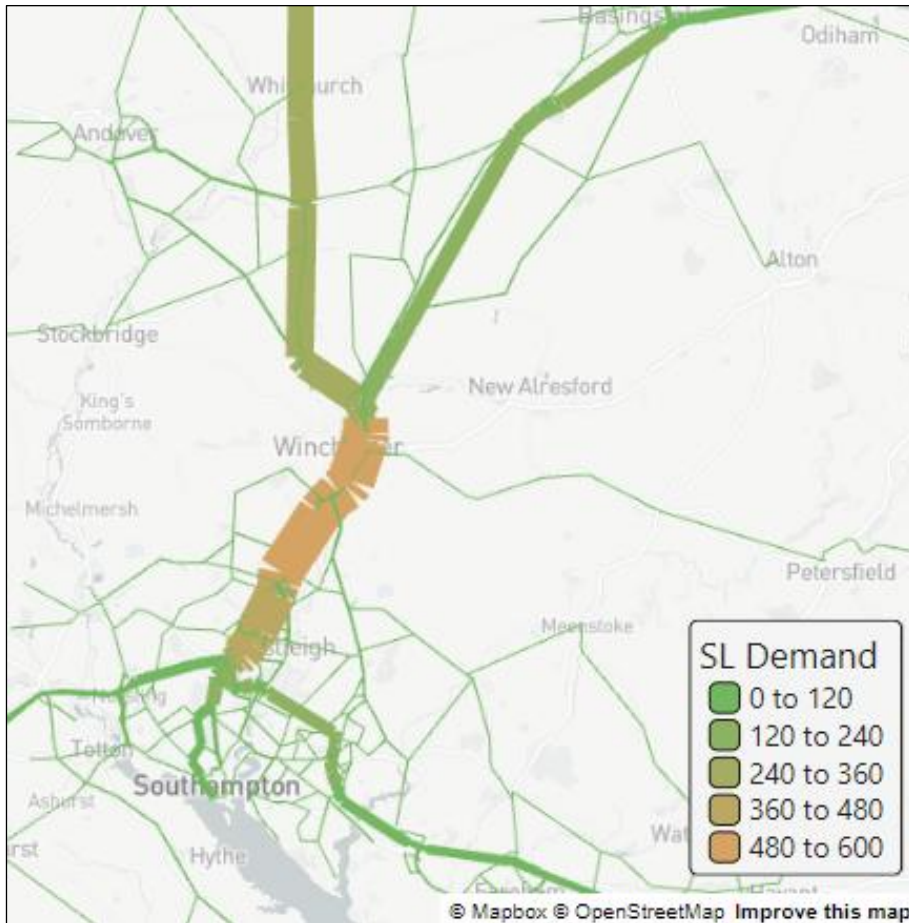 Odiham
Andover
Alton
Stockbridge
New Alresford
King's
Somborne
Michelmersh
Petersfield
Meonstoke
Totton
Southampton
Ashurst
Hythe
SL Demand
0 to 120
120 to 240
240 to 360
360 to 480
480 to 600
© Mapbox © OpenStreetMap Improve this map